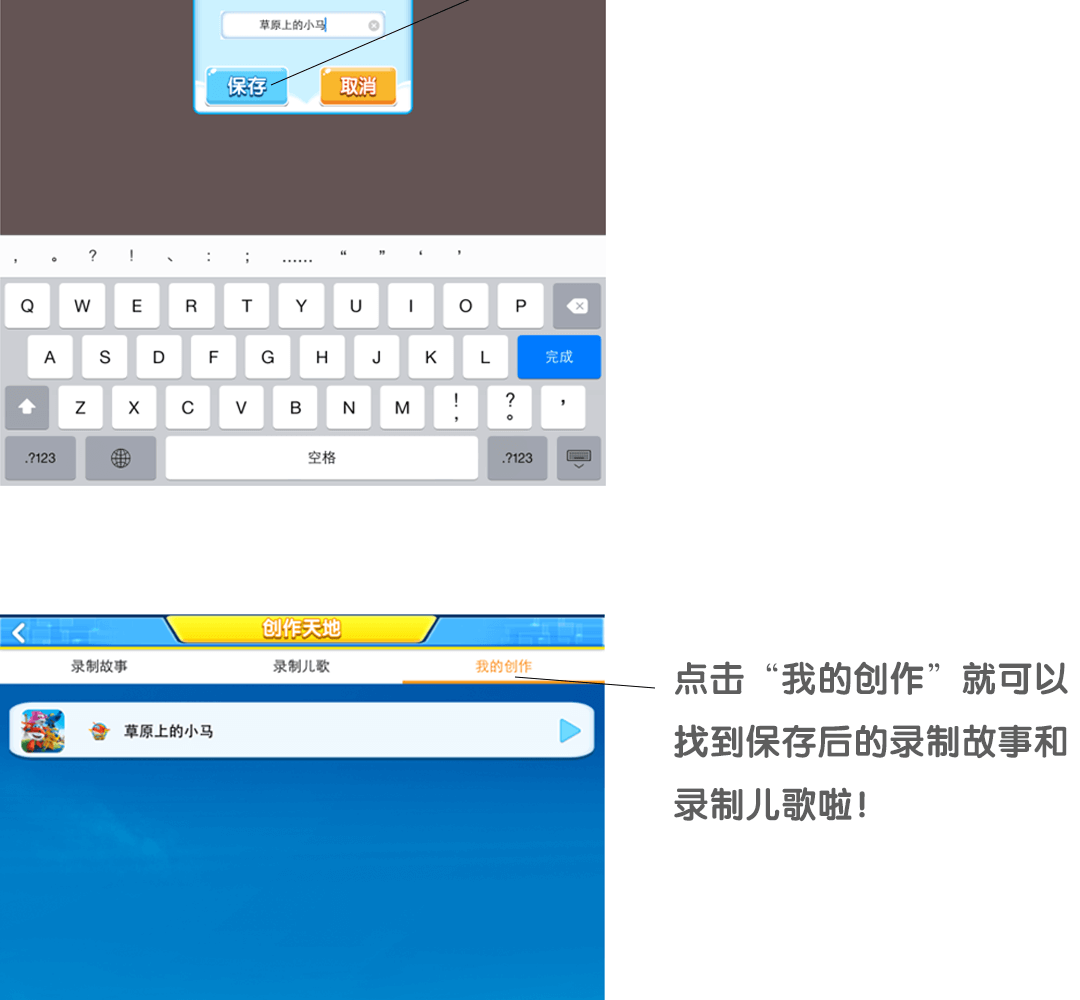 草原上的小马
保存 取消
， 。 ？ ！ 、 ： ； …… “ ” ‘ ’
Q W E R T Y U I O P
A S D F G H J K L 完成
Z X C V B N M ！， ？。 ’
.?123 空格 .?123
创作天地
录制故事 录制儿歌 我的创作
草原上的小马
点击“我的创作”就可以
找到保存后的录制故事和
录制儿歌啦！